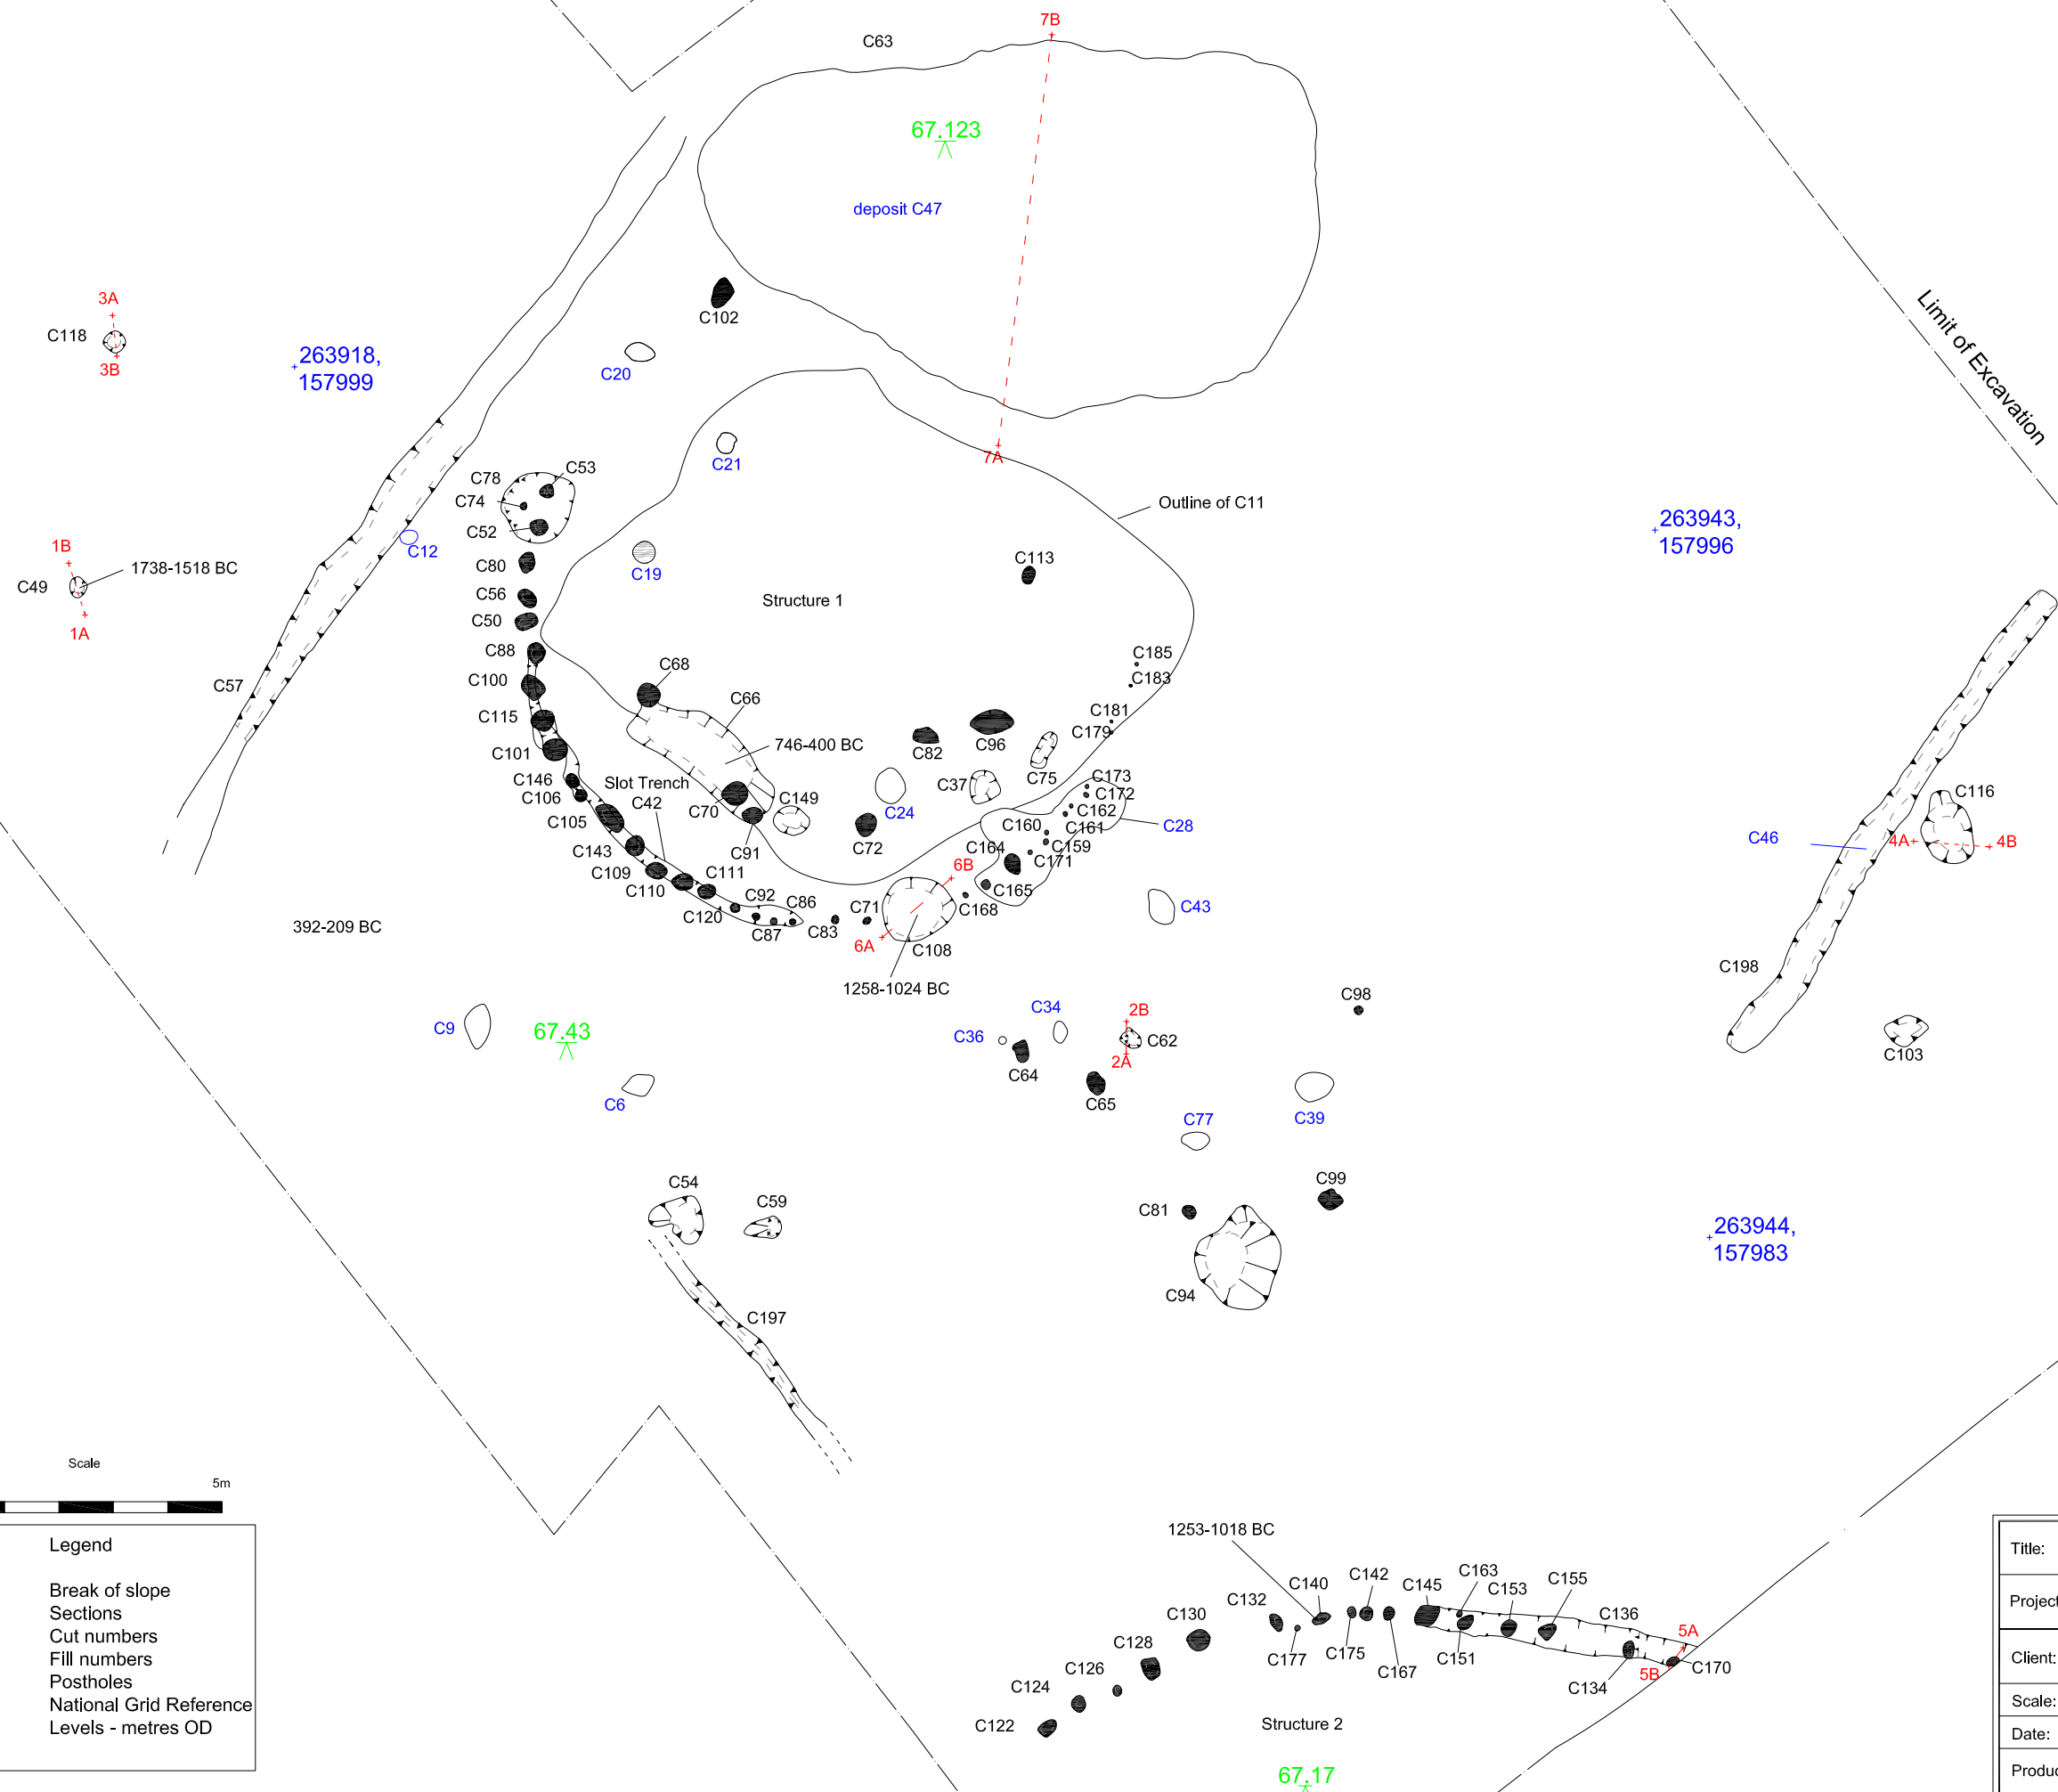 7B
C63
67.123
deposit C47
3A
C118
3B
263918,
157999
C102
C20
Limit of Excavation
C21
7A
C53
C78
C74
C52
Outline of C11
263943,
157996
C12
1B
1738-1518 BC
C49
1A
C80
C19
C113
C56
Structure 1
C50
C88
C68
C185
C100
C183
C57
C66
C115
C181
C179
746-400 BC
C82
C96
C101
C75
C146
Slot Trench
C37
C173
C106
C42
C172
C149
C116
C105
C70
C24
C162
C28
C160
C161
C46
4A
4B
C143
C91
C72
C164
C159
C171
C109
6B
C110
C111
C165
C92
C86
C71
C168
C43
C120
C87
C83
6A
C108
392-209 BC
C198
1258-1024 BC
C98
C9
67.43
C34
2B
C36
C62
C64
2A
C103
C6
C65
C77
C39
C54
C59
C99
C81
263944,
157983
C94
C197
Scale
5m
Legend
Break of slope
Sections
Cut numbers
Fill numbers
Postholes
National Grid Reference
Levels - metres OD
1253-1018 BC
C140
C142
C163
C145
C153
C155
C132
C130
C136
5A
C128
C177
C175
C167
C151
C126
C134
5B
C170
C124
C122
Structure 2
67.17
Title:
Project
Client:
Scale:
Date:
Produc